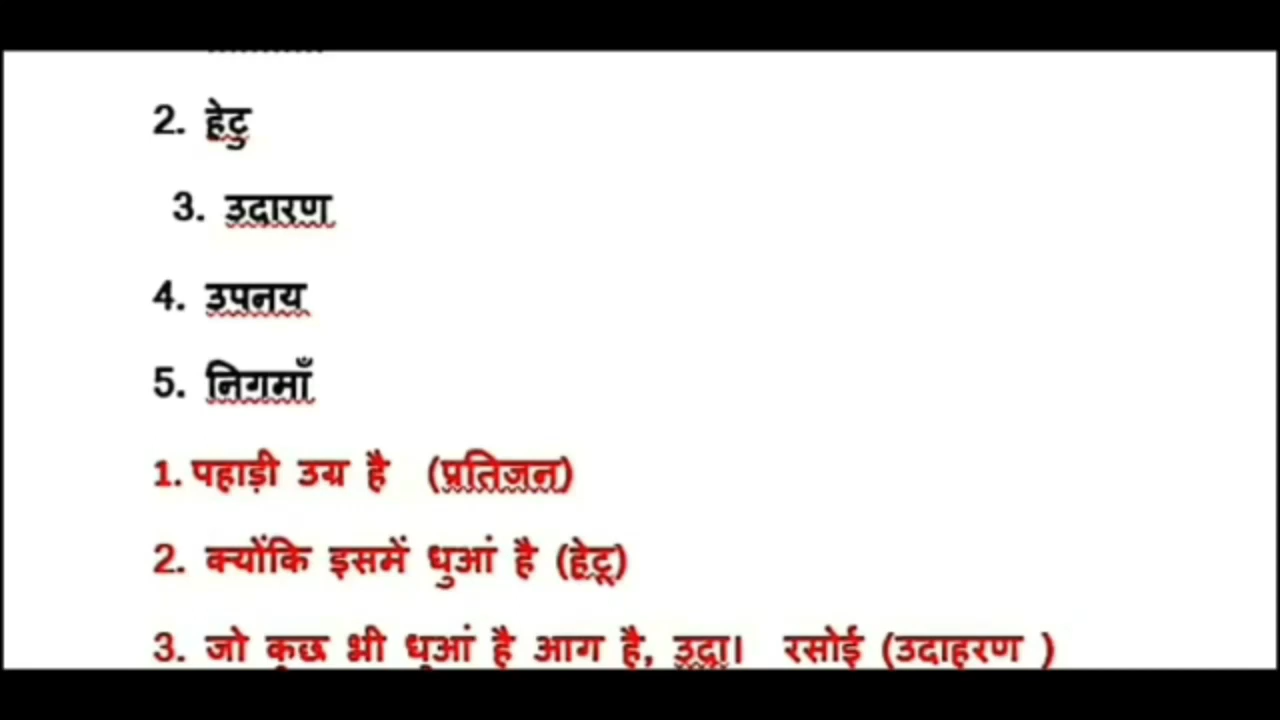 2. हेटु
3. उदारण
4. उपनय
5. निगमाँ
1. पहाड़ी उग्र है (प्रतिजन)
2. क्योंकि इसमें धुआं है (हेटू)
3. जो कुछ भी धुआं है आग है, उद्रा। रसोई (उदाहरण )